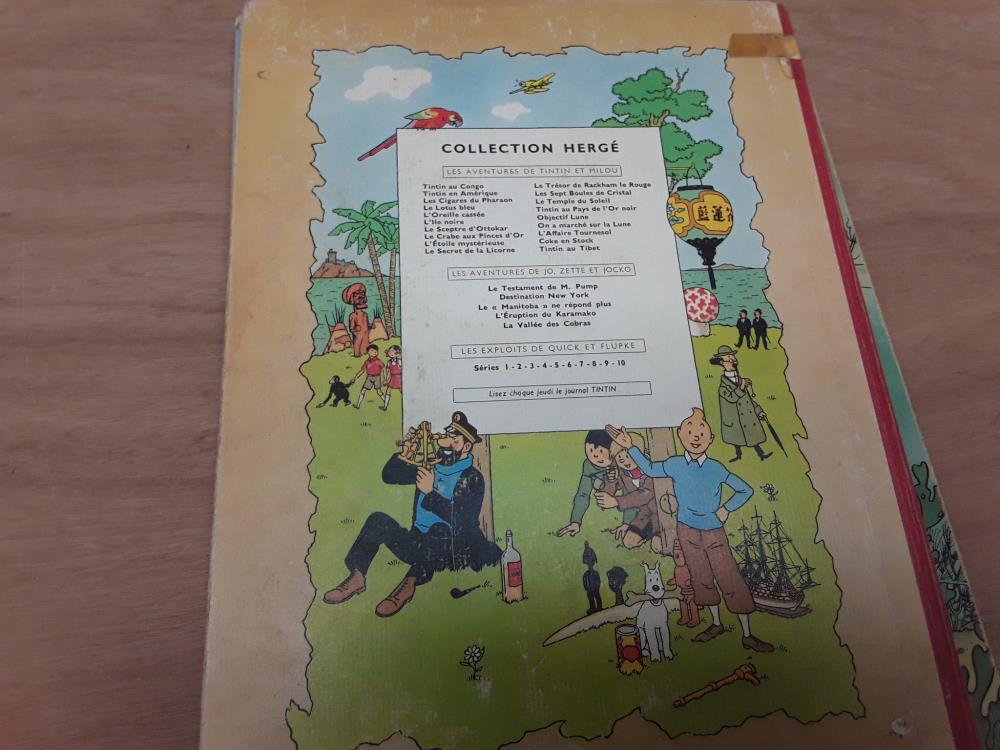 COLLECTION HERGÉ
LES AVENTURES DE TINTIN ET MILOU
Tintin au Congo
Tintin en Amérique
Les Cigares du Pharaon
Le Lotus bleu
L'Oreille cassée
L'Ile noire
Le Sceptre d'Ottokar
Le Crabe aux Pinces d'Or
L'Étoile mystérieuse
Le Secret de la Licorne
Le Trésor de Rackham le Rouge
Les Sept Boules de Cristal
Le Temple du Soleil
Tintin au Pays de l'Or noir
Objectif Lune
On a marché sur la Lune
L'Affaire Tournesol
Coke en Stock
Tintin au Tibet
LES AVENTURES DE JO, ZETTE ET JOCKO
Le Testament de M. Pump
Destination New York
Le « Manitoba » ne répond plus
L'Éruption du Karamako
La Vallée des Cobras
LES EXPLOITS DE QUICK ET FLUPKE
Séries 1 - 2 - 3 - 4 - 5 - 6 - 7 - 8 - 9 - 10
Lisez chaque jeudi le journal TINTIN